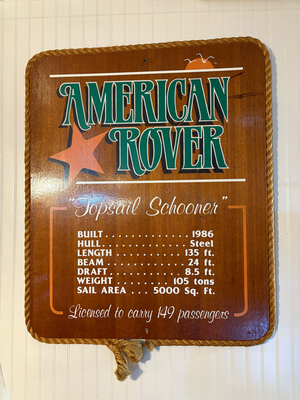 AMERICAN
ROVER
"Topsail Schooner"
BUILT . . . . . . . . . . . . 1986
HULL. . . . . . . . . . . . Steel
LENGTH . . . . . . . . . . 135 ft.
BEAM . . . . . . . . . . . . 24 ft.
DRAFT . . . . . . . . . . . 8.5 ft.
WEIGHT . . . . . . . . 105 tons
SAIL AREA . . . 5000 Sq. Ft.
Licensed to carry 149 passengers